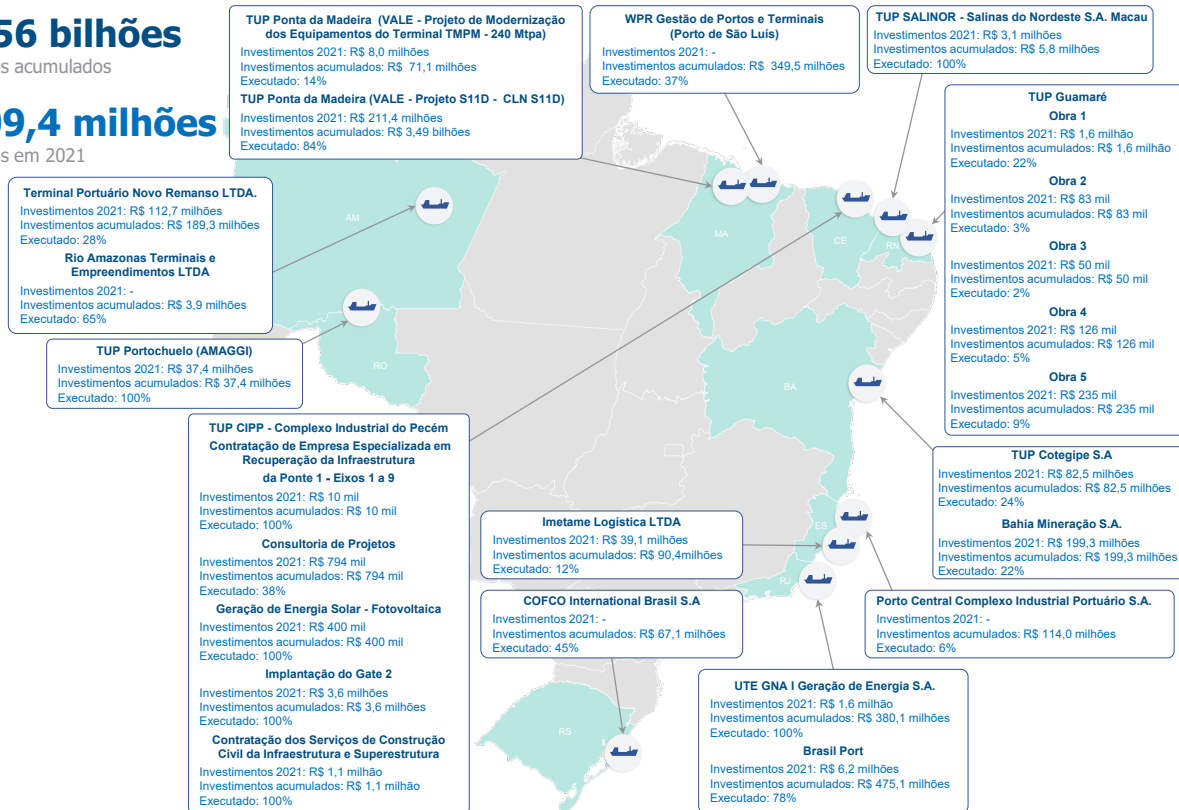 56 bilhões
s acumulados
99,4 milhões
s em 2021
TUP Ponta da Madeira (VALE - Projeto de Modernização
dos Equipamentos do Terminal TMPM - 240 Mtpa)
Investimentos 2021: R$ 8,0 milhões
Investimentos acumulados: R$ 71,1 milhões
Executado: 14%
TUP Ponta da Madeira (VALE - Projeto S11D - CLN S11D)
Investimentos 2021: R$ 211,4 milhões
Investimentos acumulados: R$ 3,49 bilhões
Executado: 84%
WPR Gestão de Portos e Terminais
(Porto de São Luís)
Investimentos 2021: -
Investimentos acumulados: R$ 349,5 milhões
Executado: 37%
TUP SALINOR - Salinas do Nordeste S.A. Macau
Investimentos 2021: R$ 3,1 milhões
Investimentos acumulados: R$ 5,8 milhões
Executado: 100%
TUP Guamaré
Obra 1
Investimentos 2021: R$ 1,6 milhão
Investimentos acumulados: R$ 1,6 milhão
Executado: 22%
Obra 2
Investimentos 2021: R$ 83 mil
Investimentos acumulados: R$ 83 mil
Executado: 3%
Obra 3
Investimentos 2021: R$ 50 mil
Investimentos acumulados: R$ 50 mil
Executado: 2%
Obra 4
Investimentos 2021: R$ 126 mil
Investimentos acumulados: R$ 126 mil
Executado: 5%
Obra 5
Investimentos 2021: R$ 235 mil
Investimentos acumulados: R$ 235 mil
Executado: 9%
Terminal Portuário Novo Remanso LTDA.
Investimentos 2021: R$ 112,7 milhões
Investimentos acumulados: R$ 189,3 milhões
Executado: 28%
Rio Amazonas Terminais e
Empreendimentos LTDA
Investimentos 2021: -
Investimentos acumulados: R$ 3,9 milhões
Executado: 65%
AM
MA
CE
RN
TUP Portochuelo (AMAGGI)
Investimentos 2021: R$ 37,4 milhões
Investimentos acumulados: R$ 37,4 milhões
Executado: 100%
RO
BA
TUP CIPP - Complexo Industrial do Pecém
Contratação de Empresa Especializada em
Recuperação da Infraestrutura
da Ponte 1 - Eixos 1 a 9
Investimentos 2021: R$ 10 mil
Investimentos acumulados: R$ 10 mil
Executado: 100%
Consultoria de Projetos
Investimentos 2021: R$ 794 mil
Investimentos acumulados: R$ 794 mil
Executado: 38%
Geração de Energia Solar - Fotovoltaica
Investimentos 2021: R$ 400 mil
Investimentos acumulados: R$ 400 mil
Executado: 100%
Implantação do Gate 2
Investimentos 2021: R$ 3,6 milhões
Investimentos acumulados: R$ 3,6 milhões
Executado: 100%
Contratação dos Serviços de Construção
Civil da Infraestrutura e Superestrutura
Investimentos 2021: R$ 1,1 milhão
Investimentos acumulados: R$ 1,1 milhão
Executado: 100%
TUP Cotegipe S.A
Investimentos 2021: R$ 82,5 milhões
Investimentos acumulados: R$ 82,5 milhões
Executado: 24%
Bahia Mineração S.A.
Investimentos 2021: R$ 199,3 milhões
Investimentos acumulados: R$ 199,3 milhões
Executado: 22%
Imetame Logística LTDA
Investimentos 2021: R$ 39,1 milhões
Investimentos acumulados: R$ 90,4milhões
Executado: 12%
ES
RJ
COFCO International Brasil S.A
Investimentos 2021: -
Investimentos acumulados: R$ 67,1 milhões
Executado: 45%
Porto Central Complexo Industrial Portuário S.A.
Investimentos 2021: -
Investimentos acumulados: R$ 114,0 milhões
Executado: 6%
UTE GNA I Geração de Energia S.A.
Investimentos 2021: R$ 1,6 milhão
Investimentos acumulados: R$ 380,1 milhões
Executado: 100%
Brasil Port
Investimentos 2021: R$ 6,2 milhões
Investimentos acumulados: R$ 475,1 milhões
Executado: 78%
RS